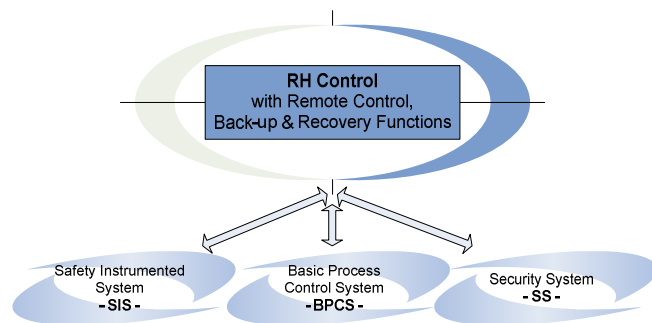 RH Control
with Remote Control,
Back-up & Recovery Functions
Safety Instrumented
System
-SIS-
Basic Process
Control System
-BPCS-
Security System
- SS -